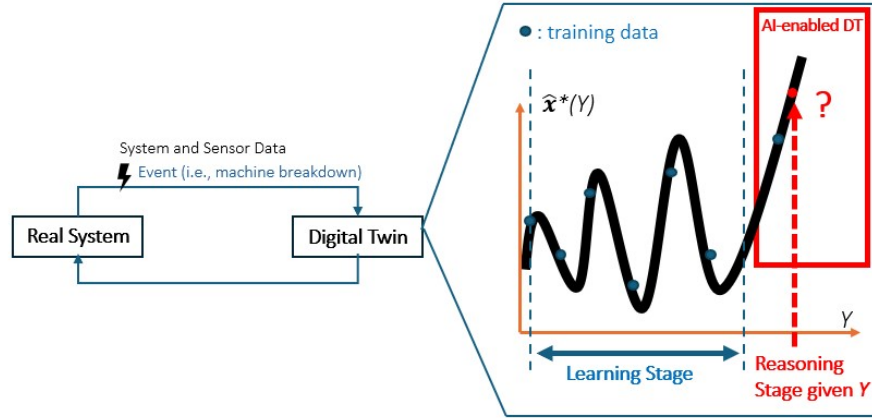 AI-enabled DT
: training data
x̂*(Y)
?
System and Sensor Data
Event (i.e., machine breakdown)
Real System
Digital Twin
Y
Learning Stage
Reasoning
Stage given Y